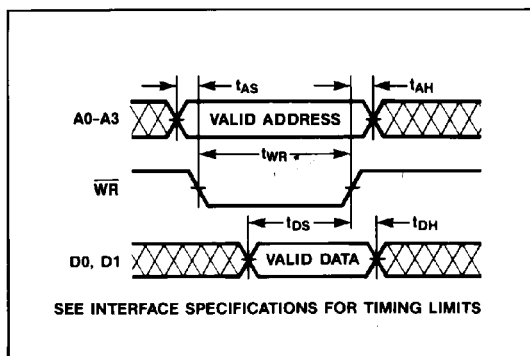 tAS
tAH
A0–A3
VALID ADDRESS
tWR
WR
tDS
tDH
D0, D1
VALID DATA
SEE INTERFACE SPECIFICATIONS FOR TIMING LIMITS